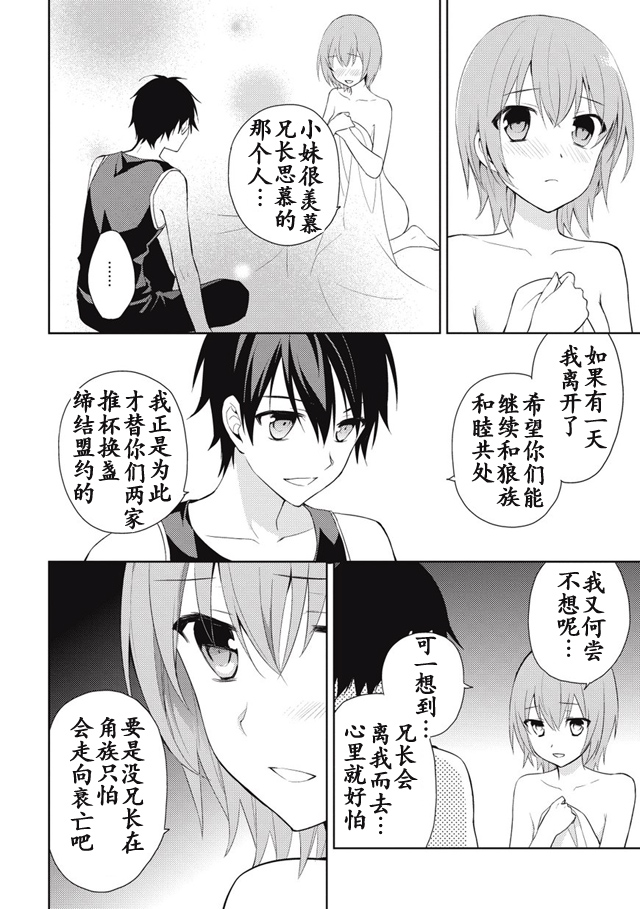 小妹很羡慕
兄长思慕的
那个人…
……
如果有一天
我离开了
希望你们能
继续和狼族
和睦共处
我正是为此
才替你们两家
推杯换盏
缔结盟约的
我又何尝
不想呢…
可一想到…
兄长会
离我而去…
心里就好怕
要是没兄长在
角族只怕
会走向衰亡吧